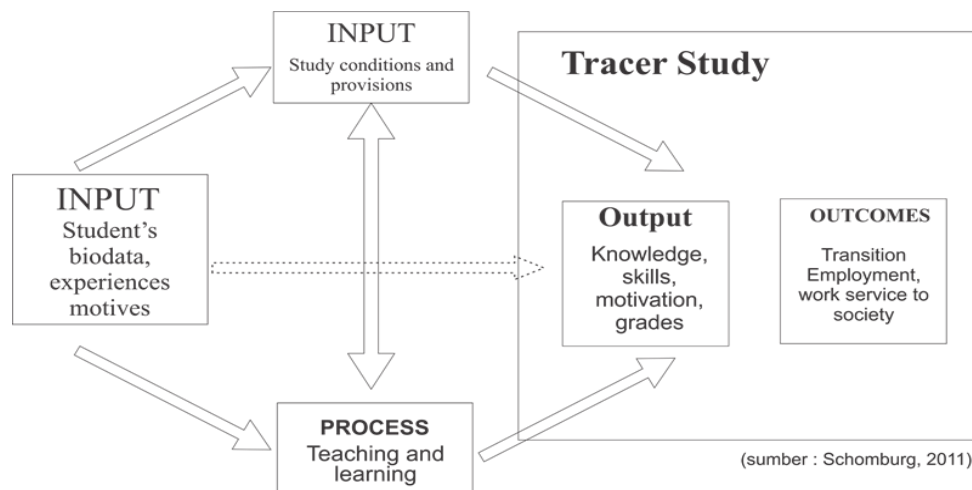 INPUT
Study conditions and
provisions
Tracer Study
INPUT
Student’s
biodata,
experiences
motives
Output
Knowledge,
skills,
motivation,
grades
OUTCOMES
Transition
Employment,
work service to
society
PROCESS
Teaching and
learning
(sumber : Schomburg, 2011)